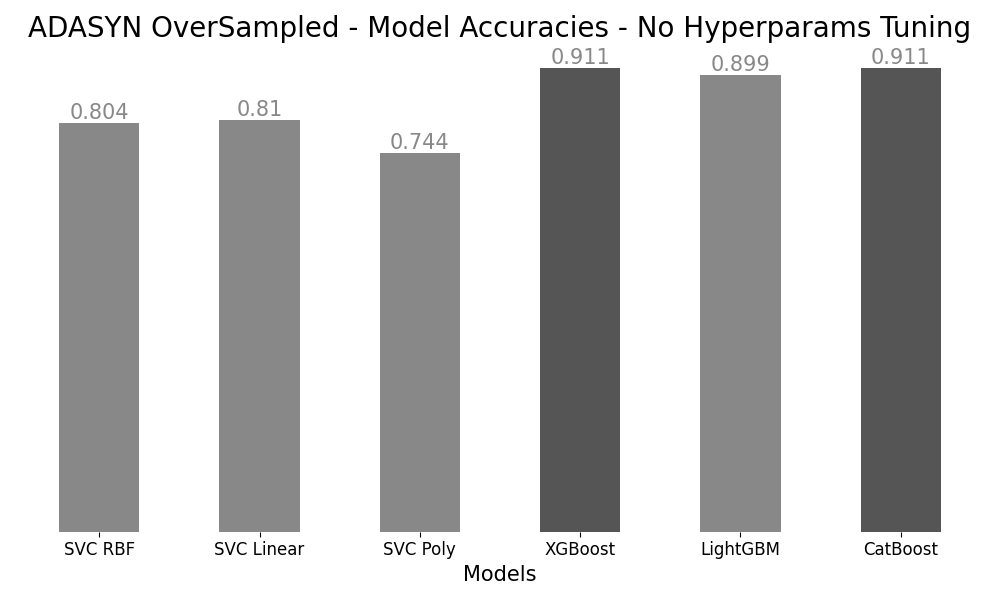 ADASYN OverSampled - Model Accuracies - No Hyperparams Tuning
0.804
0.81
0.744
0.911
0.899
0.911
SVC RBF
SVC Linear
SVC Poly
XGBoost
LightGBM
CatBoost
Models